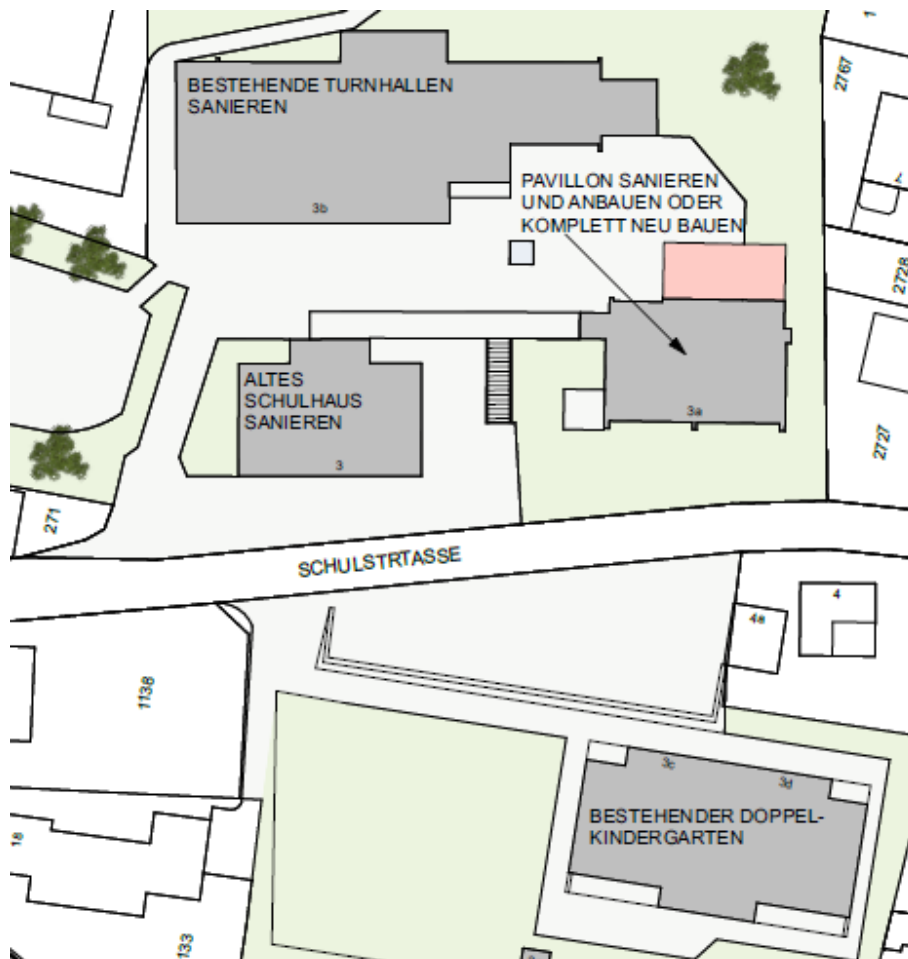 BESTEHENDE TURNHALLEN
SANIEREN
3b
2767
7
PAVILLON SANIEREN
UND ANBAUEN ODER
KOMPLETT NEU BAUEN
2728
ALTES
SCHULHAUS
SANIEREN
3
3a
2727
271
SCHULSTRTASSE
4
4a
1138
3c
3d
BESTEHENDER DOPPEL-
KINDERGARTEN
18
133